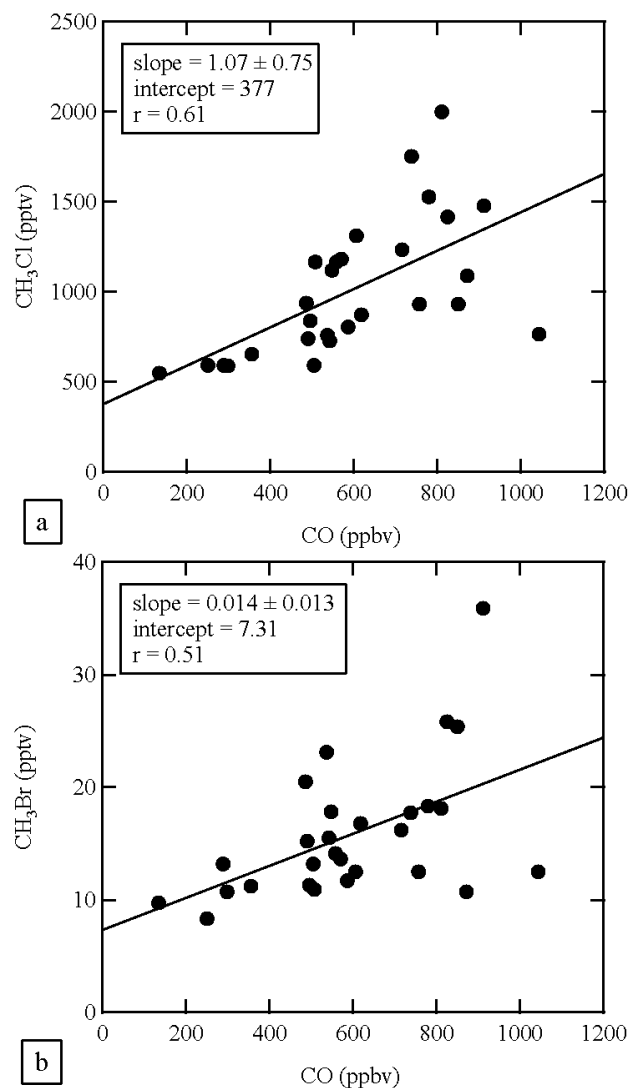 2500
slope = 1.07 ± 0.75
intercept = 377
r = 0.61
2000
1500
CH₃Cl (pptv)
1000
500
0
0 200 400 600 800 1000 1200
a
CO (ppbv)
40
slope = 0.014 ± 0.013
intercept = 7.31
r = 0.51
30
CH₃Br (pptv)
20
10
0
0 200 400 600 800 1000 1200
b
CO (ppbv)